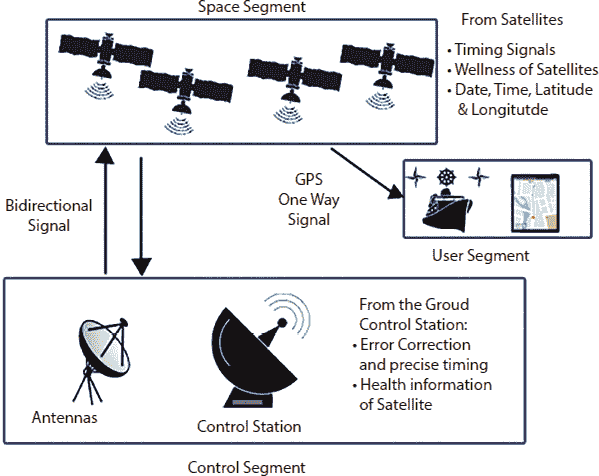 Space Segment
From Satellites
• Timing Signals
• Wellness of Satellites
• Date, Time, Latitude
& Longitutde
Bidirectional
Signal
GPS
One Way
Signal
User Segment
From the Groud
Control Station:
• Error Correction
and precise timing
• Health information
of Satellite
Antennas
Control Station
Control Segment